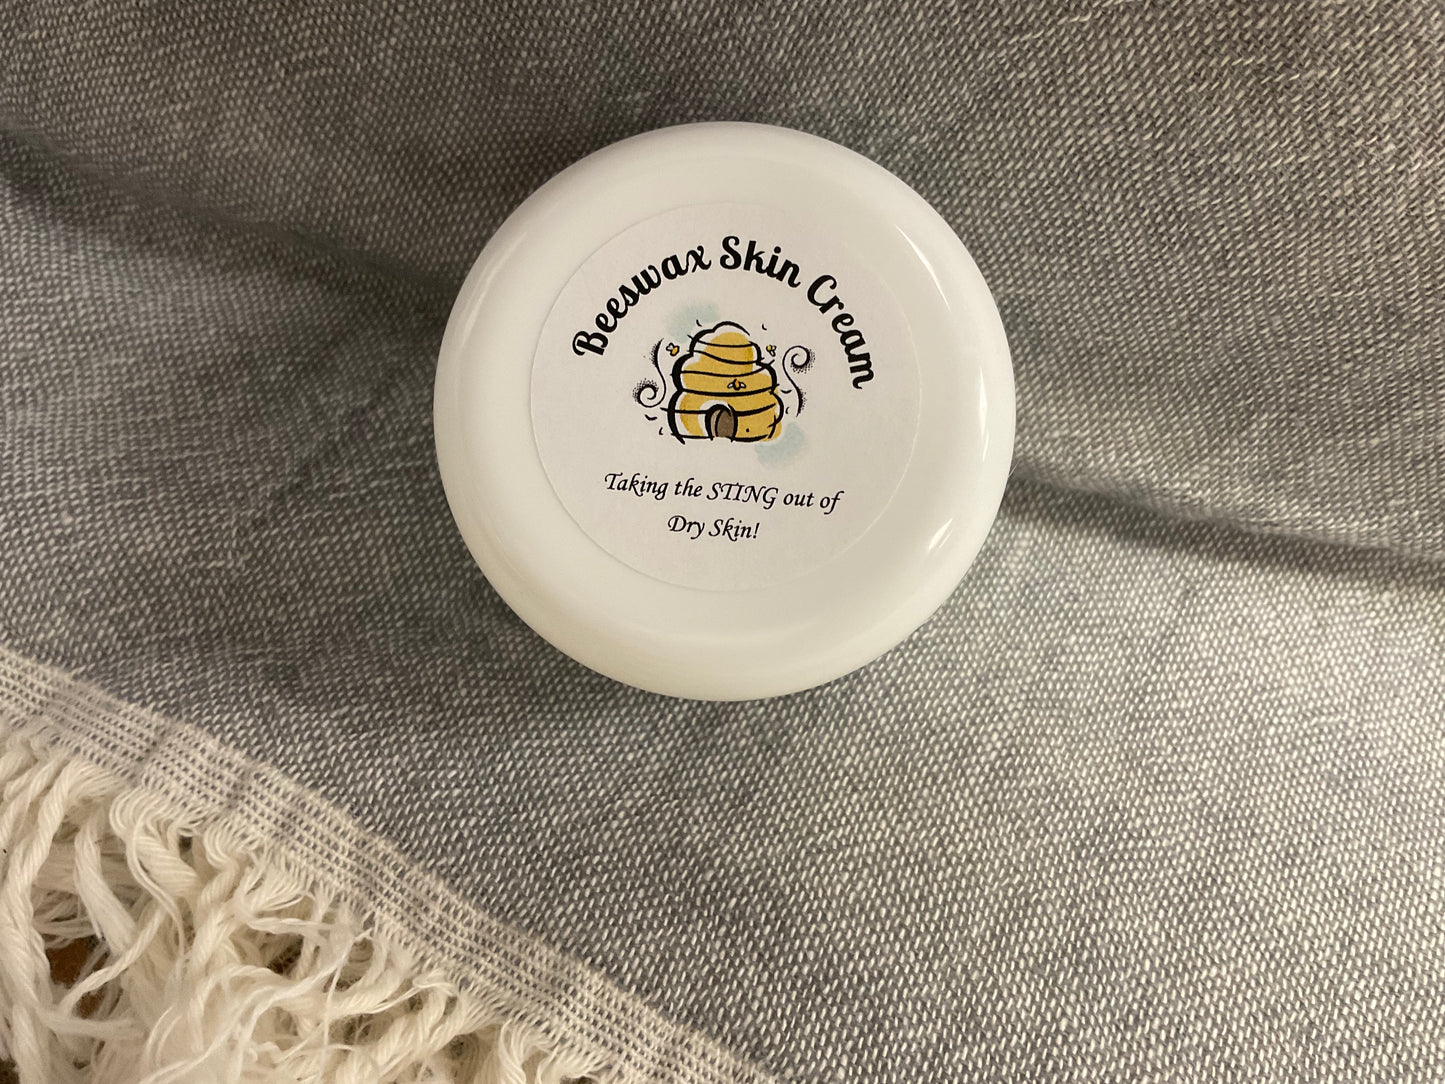 Beeswax Skin Cream
Taking the STING out of
Dry Skin!